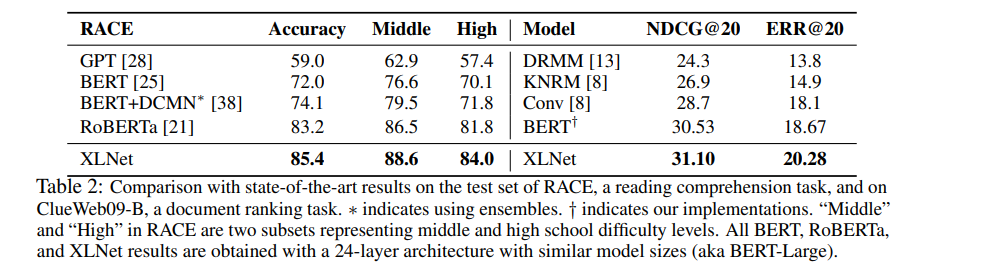 RACE Accuracy Middle High Model NDCG@20 ERR@20
GPT [28] 59.0 62.9 57.4 DRMM [13] 24.3 13.8
BERT [25] 72.0 76.6 70.1 KNRM [8] 26.9 14.9
BERT+DCMN∗ [38] 74.1 79.5 71.8 Conv [8] 28.7 18.1
RoBERTa [21] 83.2 86.5 81.8 BERT† 30.53 18.67
XLNet 85.4 88.6 84.0 XLNet 31.10 20.28
Table 2: Comparison with state-of-the-art results on the test set of RACE, a reading comprehension task, and on
ClueWeb09-B, a document ranking task. ∗ indicates using ensembles. † indicates our implementations. “Middle”
and “High” in RACE are two subsets representing middle and high school difficulty levels. All BERT, RoBERTa,
and XLNet results are obtained with a 24-layer architecture with similar model sizes (aka BERT-Large).